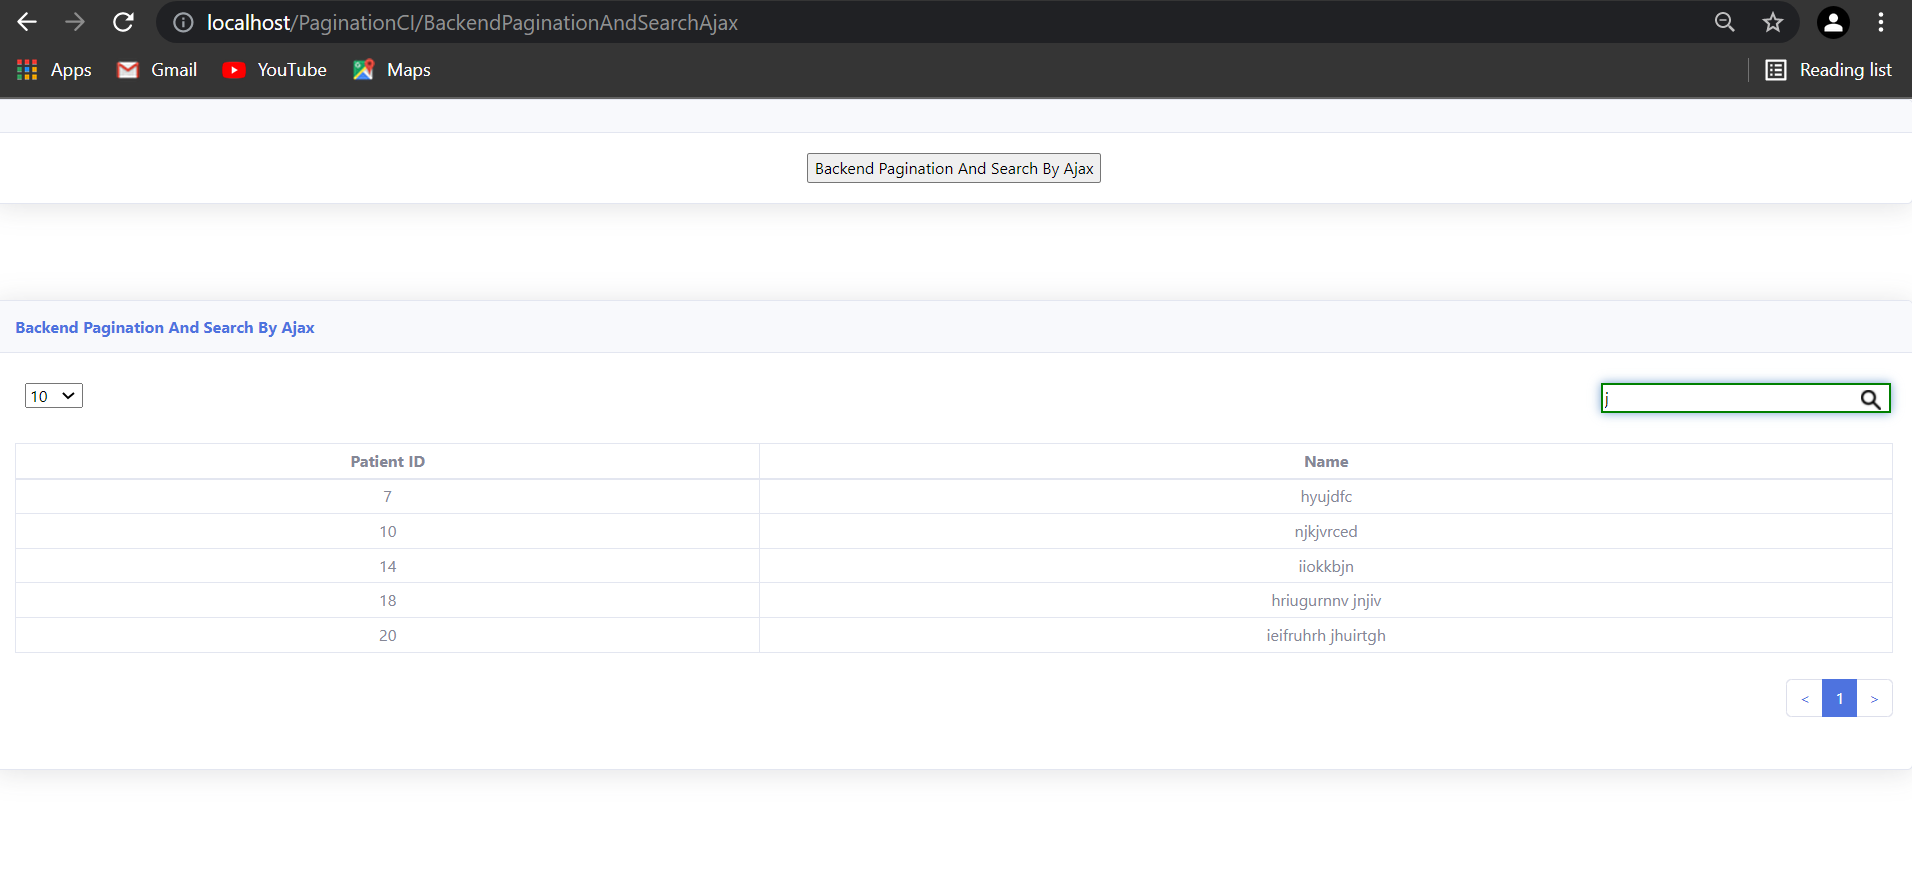 localhost/PaginationCI/BackendPaginationAndSearchAjax
Apps Gmail YouTube Maps Reading list
Backend Pagination And Search By Ajax
Backend Pagination And Search By Ajax
10 j
Patient ID Name
7 hyujdfc
10 njkjvrced
14 iiokkbjn
18 hriugurnnv jnjiv
20 ieifruhrh jhuirtgh
< 1 >